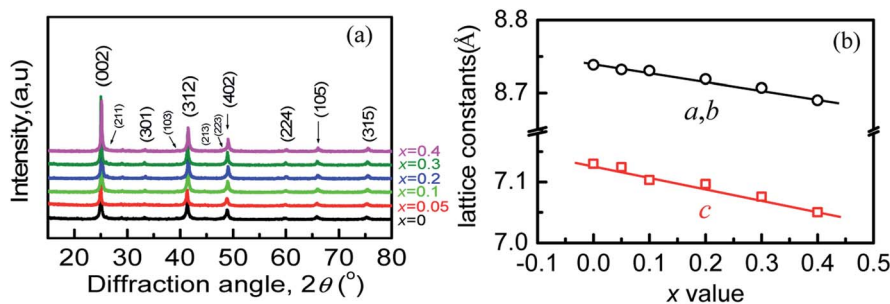 (a)
Intensity,(a,u)
(002)
(211)
(301)
(103)
(312)
(213)
(223)
(402)
(224)
(105)
(315)
x=0.4
x=0.3
x=0.2
x=0.1
x=0.05
x=0
20 30 40 50 60 70 80
Diffraction angle, 2θ (°)
(b)
lattice constants(Å)
8.8
8.7
7.1
7.0
a,b
c
-0.1 0.0 0.1 0.2 0.3 0.4 0.5
x value